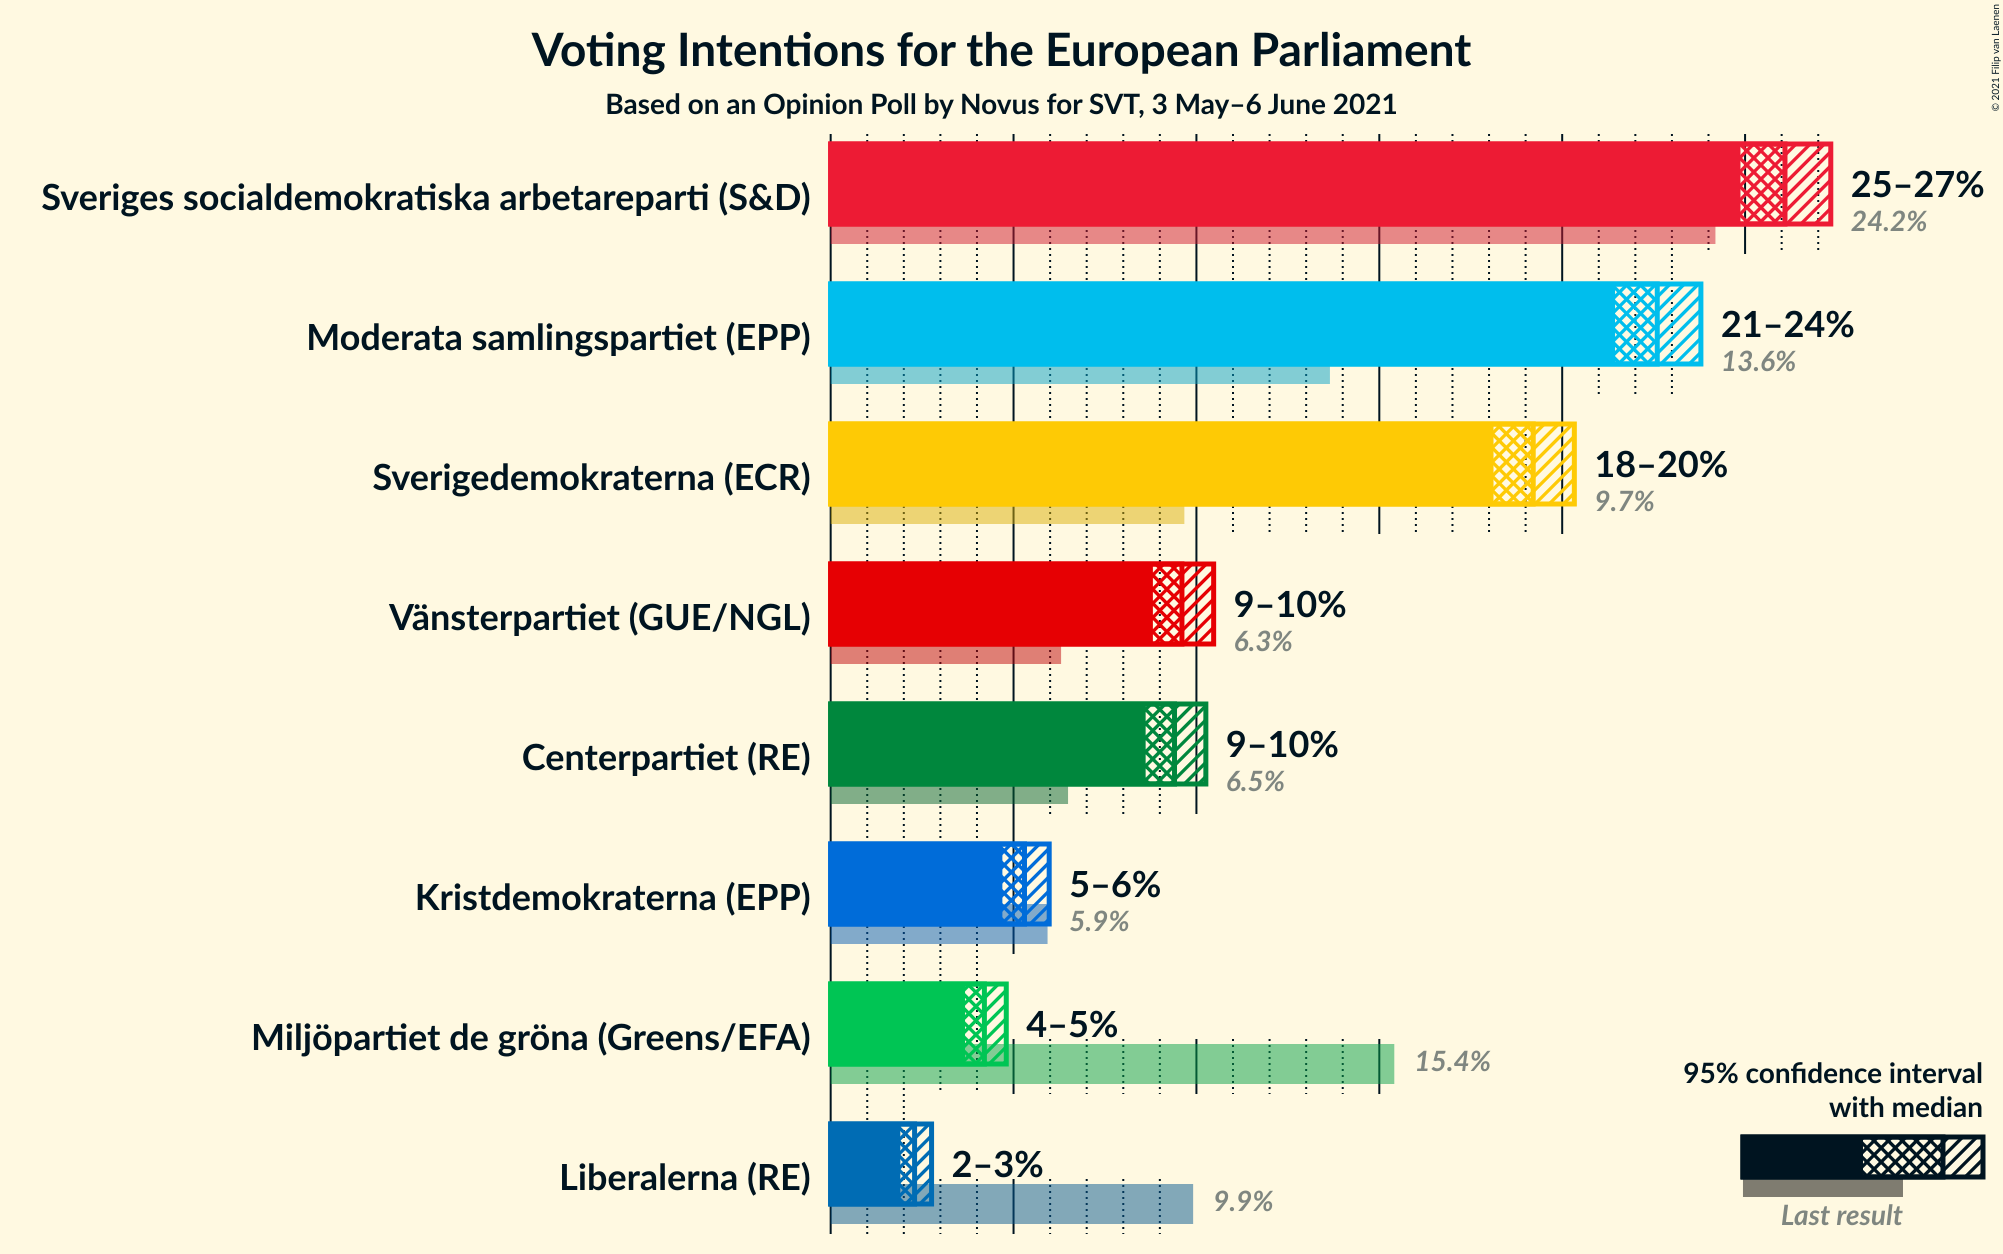 Voting Intentions for the European Parliament
Based on an Opinion Poll by Novus for SVT, 3 May–6 June 2021
© 2021 Filip van Laenen
Sveriges socialdemokratiska arbetareparti (S&D)
25–27%
24.2%
Moderata samlingspartiet (EPP)
21–24%
13.6%
Sverigedemokraterna (ECR)
18–20%
9.7%
Vänsterpartiet (GUE/NGL)
9–10%
6.3%
Centerpartiet (RE)
9–10%
6.5%
Kristdemokraterna (EPP)
5–6%
5.9%
Miljöpartiet de gröna (Greens/EFA)
4–5%
15.4%
Liberalerna (RE)
2–3%
9.9%
95% confidence interval
with median
Last result